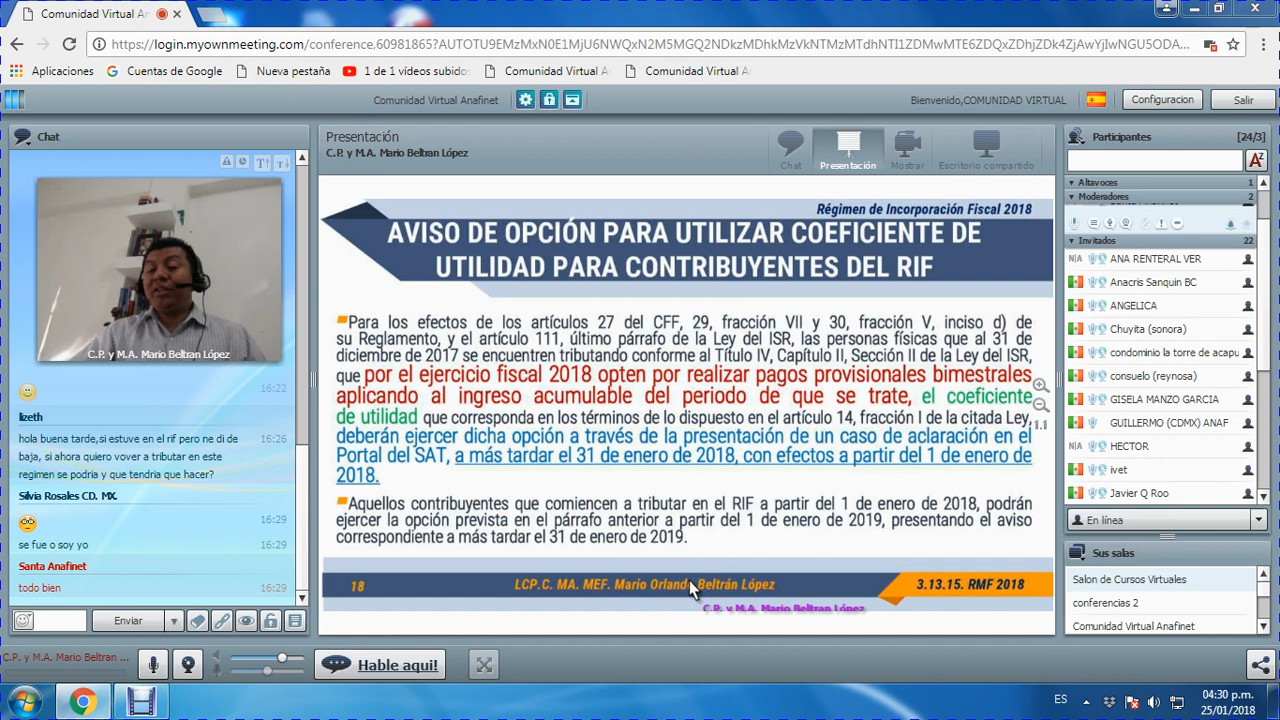 Comunidad Virtual Anafi
https://login.myownmeeting.com/conference,60981865?AUTOTU9EMzMxN0E1MjU6NWQxN2M5MGQ2NDkzMDhkMzVkNTMzMTdhNTI1ZDMwMTE6ZDQxZDhjZDk4ZjAwYjIwNGU5ODA...
Aplicaciones
Cuentas de Google
Nueva pestaña
1 de 1 vídeos subido
Comunidad Virtual A
Comunidad Virtual A
Comunidad Virtual Anafinet
Bienvenido,COMUNIDAD VIRTUAL
Configuracion
Salir
Chat
C.P. y M.A. Mario Beltran López
16:22
lizeth
hola buena tarde,si estuve en el rif pero ne di de
16:26
baja, si ahora quiero vover a tributar en este
regimen se podria y que tendria que hacer?
Silvia Rosales CD. MX.
16:29
se fue o soy yo
16:29
Santa Anafinet
todo bien
16:29
Enviar
Presentación
C.P. y M.A. Mario Beltran López
Chat
Presentación
Mostrar
Escritorio compartido
Régimen de Incorporación Fiscal 2018
AVISO DE OPCIÓN PARA UTILIZAR COEFICIENTE DE
UTILIDAD PARA CONTRIBUYENTES DEL RIF
Para los efectos de los artículos 27 del CFF, 29, fracción VII y 30, fracción V, inciso d) de
su Reglamento, y el artículo 111, último párrafo de la Ley del ISR, las personas físicas que al 31 de
diciembre de 2017 se encuentren tributando conforme al Título IV, Capítulo II, Sección II de la Ley del ISR,
que por el ejercicio fiscal 2018 opten por realizar pagos provisionales bimestrales
aplicando al ingreso acumulable del periodo de que se trate, el coeficiente
de utilidad que corresponda en los términos de lo dispuesto en el artículo 14, fracción I de la citada Ley,
deberán ejercer dicha opción a través de la presentación de un caso de aclaración en el
Portal del SAT, a más tardar el 31 de enero de 2018, con efectos a partir del 1 de enero de
2018.
Aquellos contribuyentes que comiencen a tributar en el RIF a partir del 1 de enero de 2018, podrán
ejercer la opción prevista en el párrafo anterior a partir del 1 de enero de 2019, presentando el aviso
correspondiente a más tardar el 31 de enero de 2019.
18
LCP.C. MA. MEF. Mario Orlando Beltrán López
3.13.15. RMF 2018
C.P. y M.A. Mario Beltran López
1.1
Participantes
[24/3]
Altavoces
1
Moderadores
2
Invitados
22
N/A ANA RENTERAL VER
Anacris Sanquin BC
ANGELICA
Chuyita (sonora)
condominio la torre de acapu
consuelo (reynosa)
GISELA MANZO GARCIA
GUILLERMO (CDMX) ANAF
N/A HECTOR
ivet
Javier Q Roo
En línea
Sus salas
Salon de Cursos Virtuales
conferencias 2
Comunidad Virtual Anafinet
C.P. y M.A. Mario Beltran ...
Hable aqui!
ES
04:30 p.m.
25/01/2018